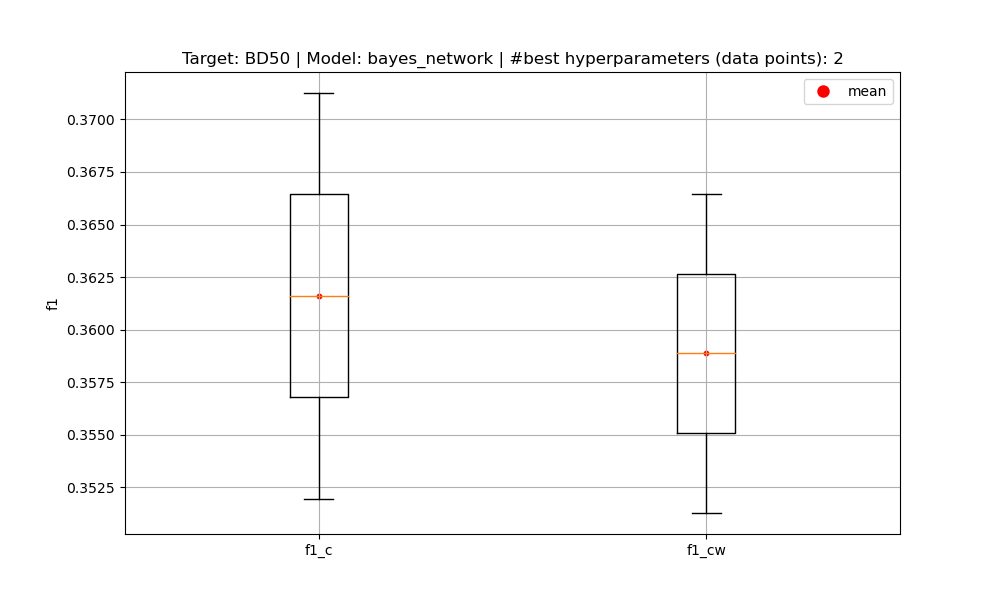 Target: BD50 | Model: bayes_network | #best hyperparameters (data points): 2
mean
0.3700
0.3675
0.3650
0.3625
0.3600
0.3575
0.3550
0.3525
f1
f1_c
f1_cw